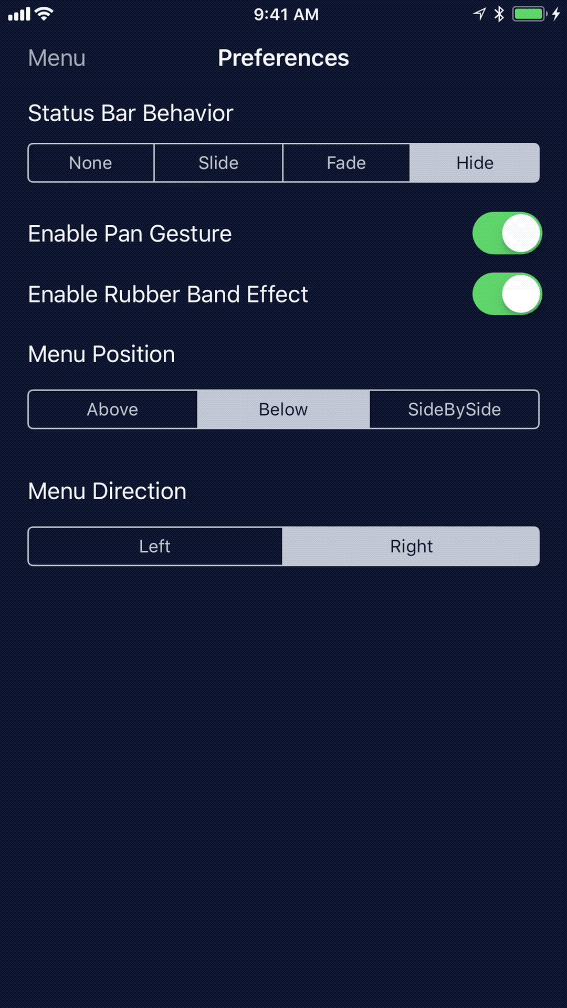 9:41 AM
Menu Preferences
Status Bar Behavior
None Slide Fade Hide
Enable Pan Gesture
Enable Rubber Band Effect
Menu Position
Above Below SideBySide
Menu Direction
Left Right